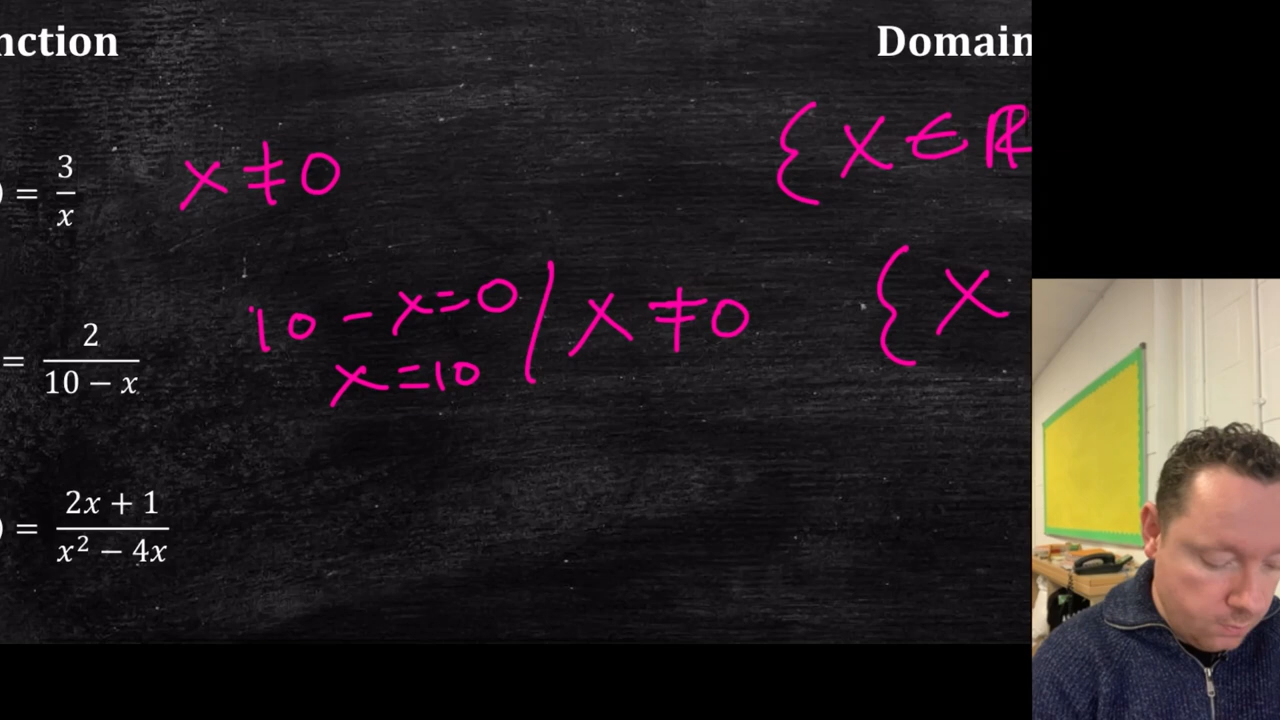 nction
Domain
) = 3/x
x ≠ 0
{ x ∈ ℝ
= 2/(10 − x)
10 − x = 0 / x ≠ 0
x = 10
{ x
) = (2x + 1)/(x² − 4x)